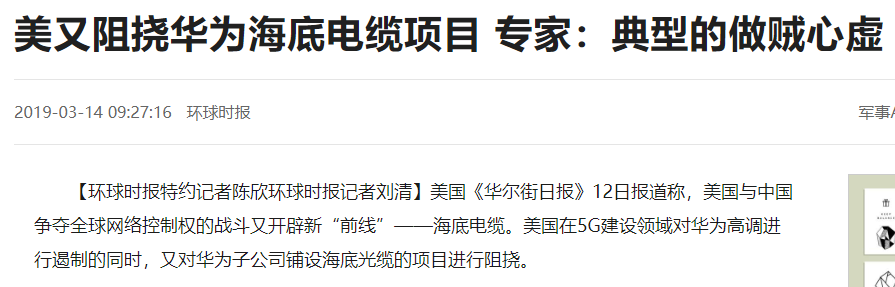 美又阻挠华为海底电缆项目 专家：典型的做贼心虚
2019-03-14 09:27:16 环球时报
军事A
【环球时报特约记者陈欣环球时报记者刘清】美国《华尔街日报》12日报道称，美国与中国
争夺全球网络控制权的战斗又开辟新“前线”——海底电缆。美国在5G建设领域对华为高调进
行遏制的同时，又对华为子公司铺设海底光缆的项目进行阻挠。